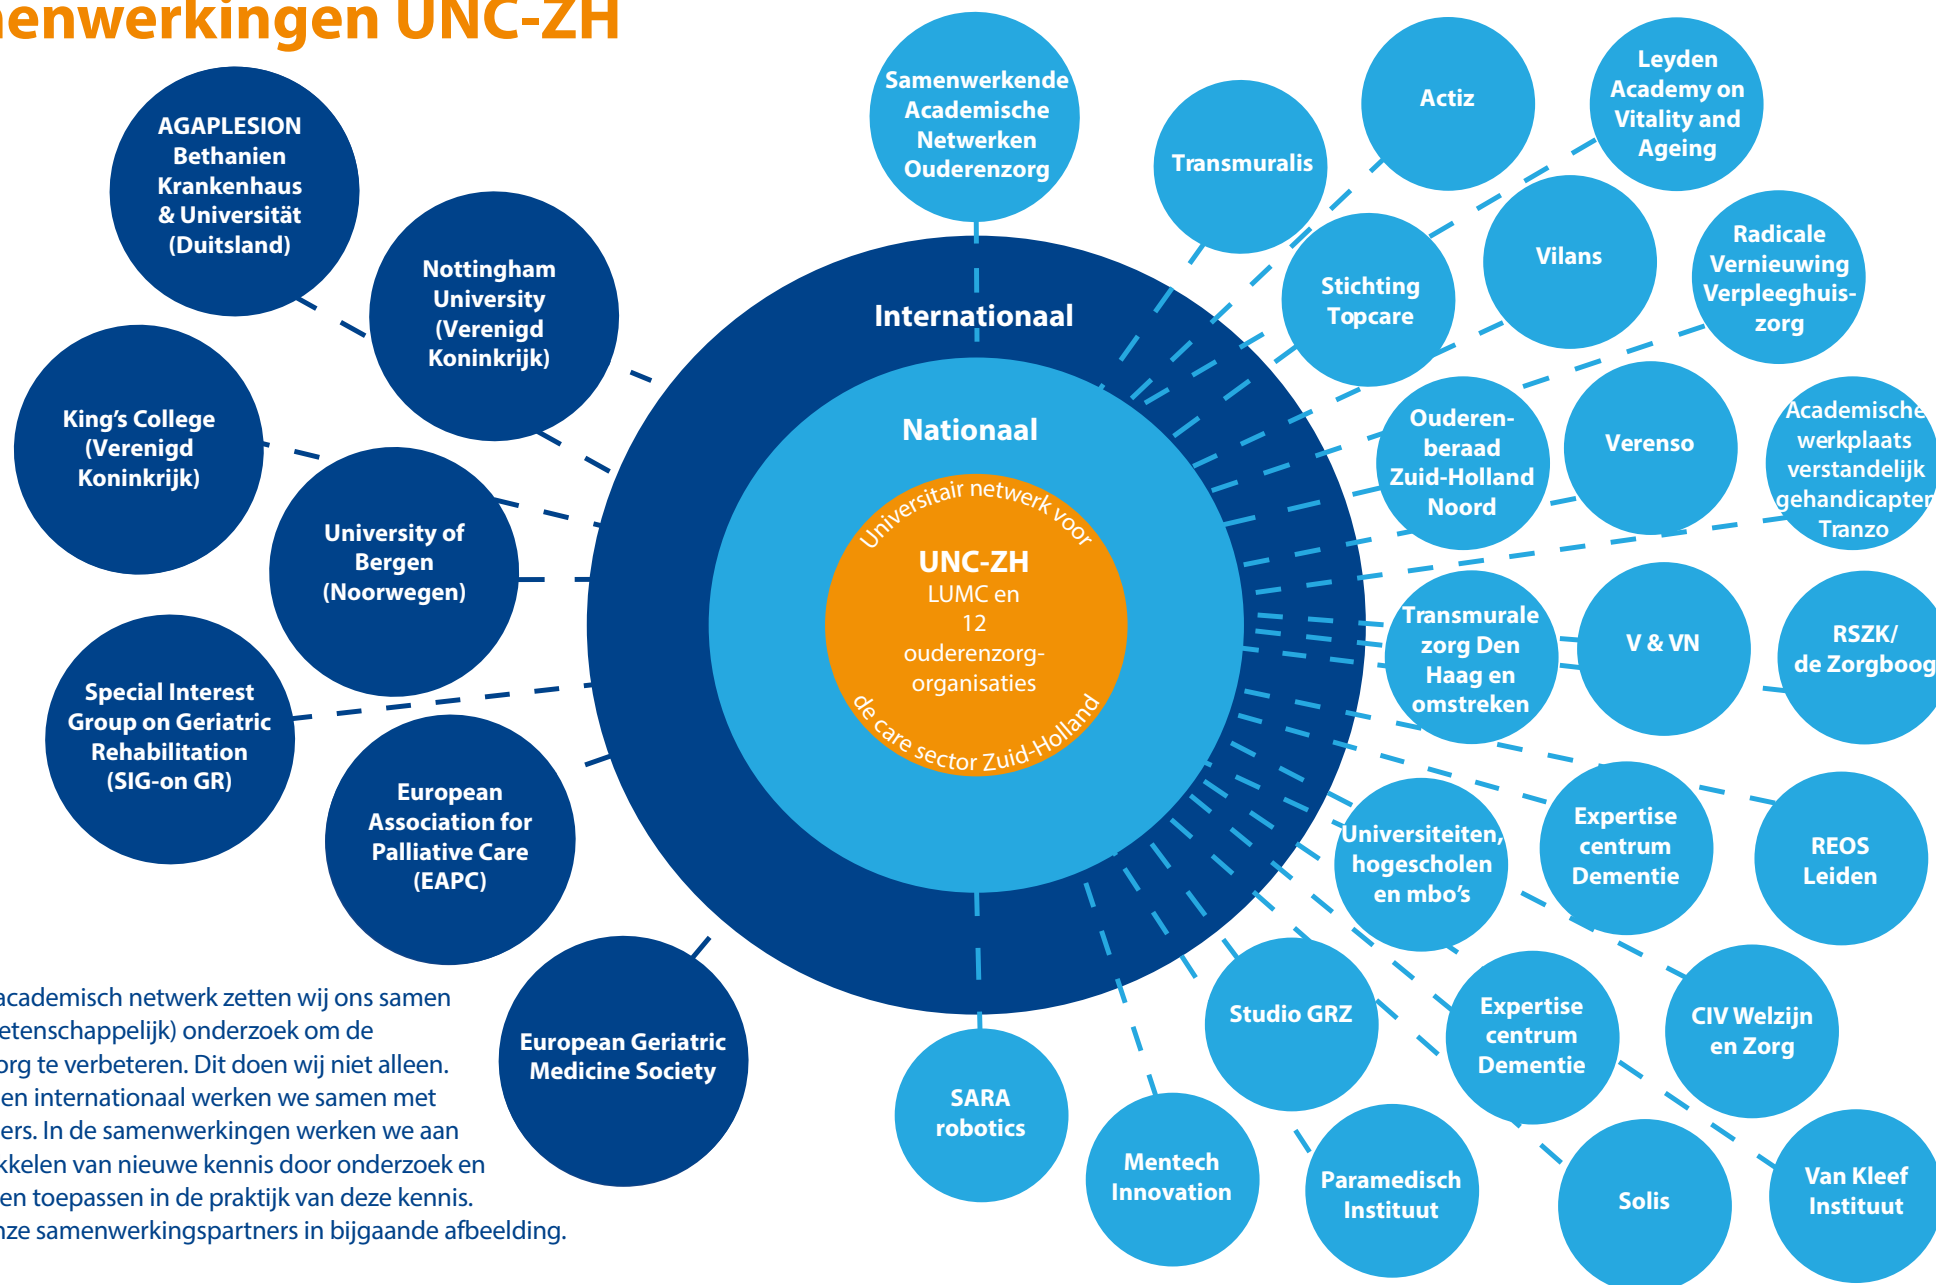 menwerkingen UNC-ZH
AGAPLESION
Bethanien
Krankenhaus
& Universität
(Duitsland)
Nottingham
University
(Verenigd
Koninkrijk)
King's College
(Verenigd
Koninkrijk)
University of
Bergen
(Noorwegen)
Special Interest
Group on Geriatric
Rehabilitation
(SIG-on GR)
European
Association for
Palliative Care
(EAPC)
European Geriatric
Medicine Society
academisch netwerk zetten wij ons samen
etenschappelijk) onderzoek om de
org te verbeteren. Dit doen wij niet alleen.
en internationaal werken we samen met
ers. In de samenwerkingen werken we aan
kkelen van nieuwe kennis door onderzoek en
en toepassen in de praktijk van deze kennis.
nze samenwerkingspartners in bijgaande afbeelding.
Internationaal
Nationaal
Universitair netwerk voor
UNC-ZH
LUMC en
12
ouderenzorg-
organisaties
de care sector Zuid-Holland
Samenwerkende
Academische
Netwerken
Ouderenzorg
Transmuralis
Actiz
Leyden
Academy on
Vitality and
Ageing
Stichting
Topcare
Vilans
Radicale
Vernieuwing
Verpleeghuis-
zorg
Ouderen-
beraad
Zuid-Holland
Noord
Verenso
Academische
werkplaats
verstandelijk
gehandicapten
Tranzo
Transmurale
zorg Den
Haag en
omstreken
V & VN
RSZK/
de Zorgboog
Universiteiten,
hogescholen
en mbo's
Expertise
centrum
Dementie
REOS
Leiden
Studio GRZ
Expertise
centrum
Dementie
CIV Welzijn
en Zorg
SARA
robotics
Mentech
Innovation
Paramedisch
Instituut
Solis
Van Kleef
Instituut